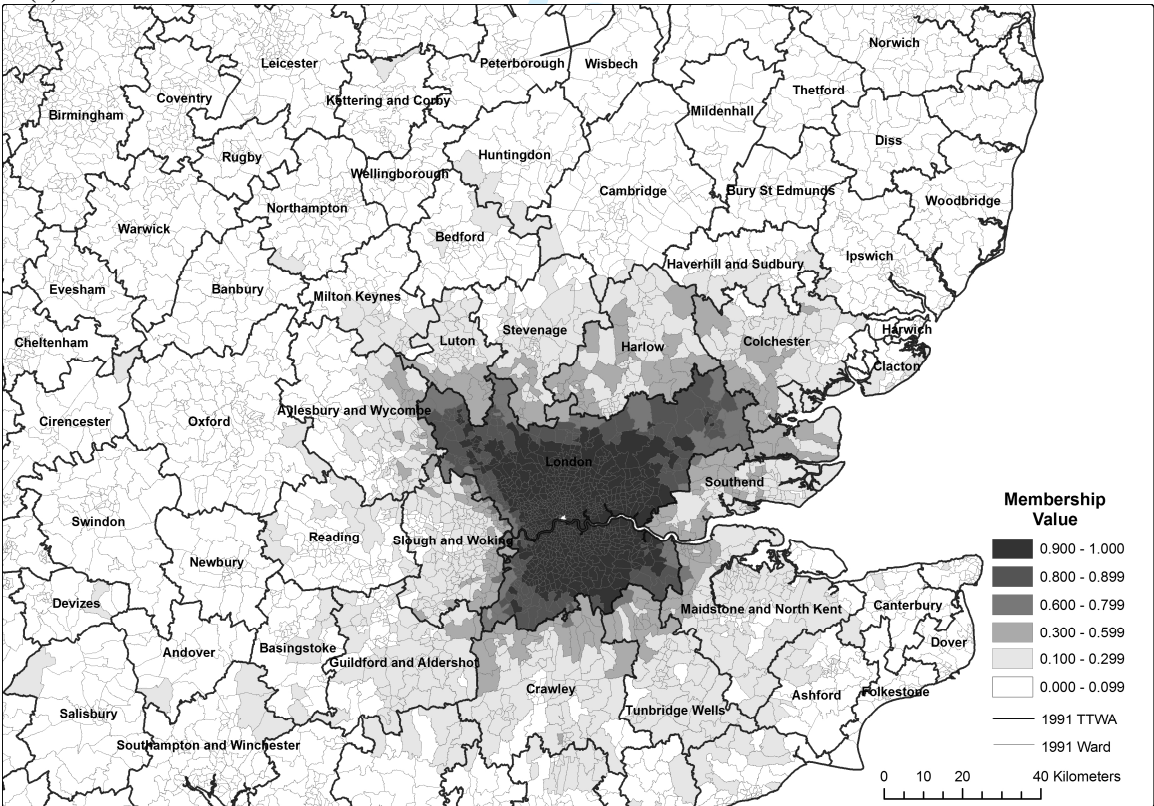 Norwich
Leicester
Peterborough
Wisbech
Coventry
Kettering and Corby
Thetford
Birmingham
Mildenhall
Diss
Rugby
Huntingdon
Wellingborough
Cambridge
Bury St Edmunds
Woodbridge
Northampton
Warwick
Bedford
Ipswich
Haverhill and Sudbury
Evesham
Banbury
Milton Keynes
Stevenage
Harwich
Cheltenham
Luton
Harlow
Colchester
Clacton
Aylesbury and Wycombe
Cirencester
Oxford
London
Southend
Swindon
Reading
Slough and Woking
Newbury
Devizes
Maidstone and North Kent
Canterbury
Dover
Andover
Basingstoke
Guildford and Aldershot
Crawley
Ashford
Folkestone
Salisbury
Tunbridge Wells
Southampton and Winchester
Membership
Value
0.900 - 1.000
0.800 - 0.899
0.600 - 0.799
0.300 - 0.599
0.100 - 0.299
0.000 - 0.099
1991 TTWA
1991 Ward
0 10 20 40 Kilometers